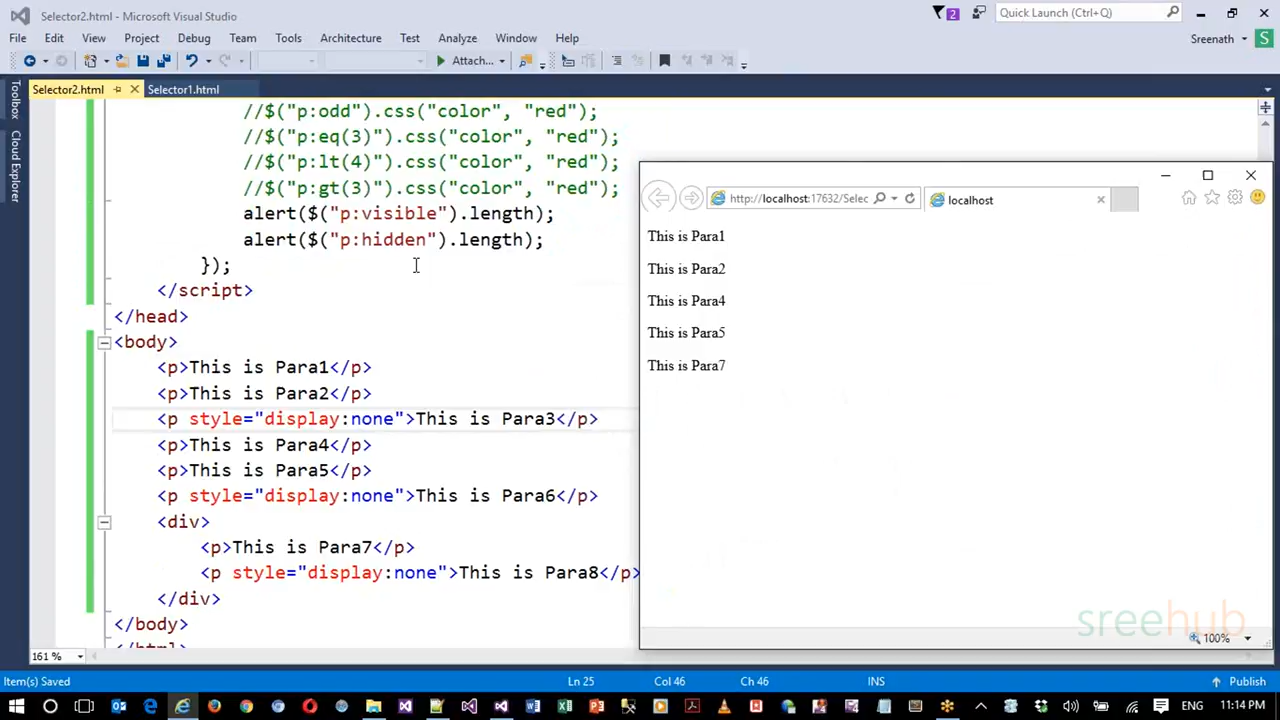 Selector2.html - Microsoft Visual Studio
2
Quick Launch (Ctrl+Q)
File Edit View Project Debug Team Tools Architecture Test Analyze Window Help
Sreenath S
Attach...
Selector2.html Selector1.html
Toolbox
Cloud Explorer
//$("p:odd").css("color", "red");
//$("p:eq(3)").css("color", "red");
//$("p:lt(4)").css("color", "red");
//$("p:gt(3)").css("color", "red");
alert($("p:visible").length);
alert($("p:hidden").length);
});
</script>
</head>
<body>
<p>This is Para1</p>
<p>This is Para2</p>
<p style="display:none">This is Para3</p>
<p>This is Para4</p>
<p>This is Para5</p>
<p style="display:none">This is Para6</p>
<div>
<p>This is Para7</p>
<p style="display:none">This is Para8</p>
</div>
</body>
</html>
http://localhost:17632/Selec
localhost
This is Para1
This is Para2
This is Para4
This is Para5
This is Para7
sreehub
100%
161 %
Item(s) Saved Ln 25 Col 46 Ch 46 INS Publish
ENG 11:14 PM